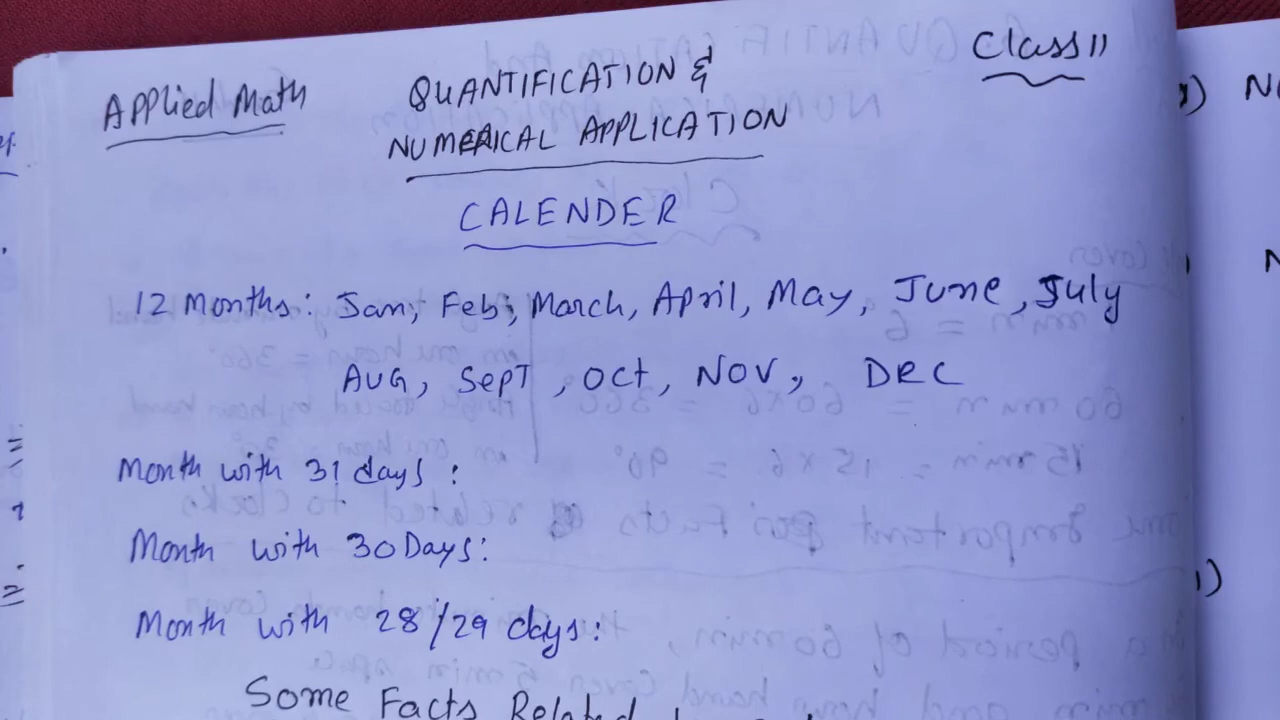 Applied Math
QUANTIFICATION &
Class 11
NUMERICAL APPLICATION
CALENDER
12 Months: Jan, Feb, March, April, May, June, July
AUG, SEPT, OCT, NOV, DEC
Month with 31 days:
Month with 30 Days:
Month with 28/29 days:
Some Facts Related